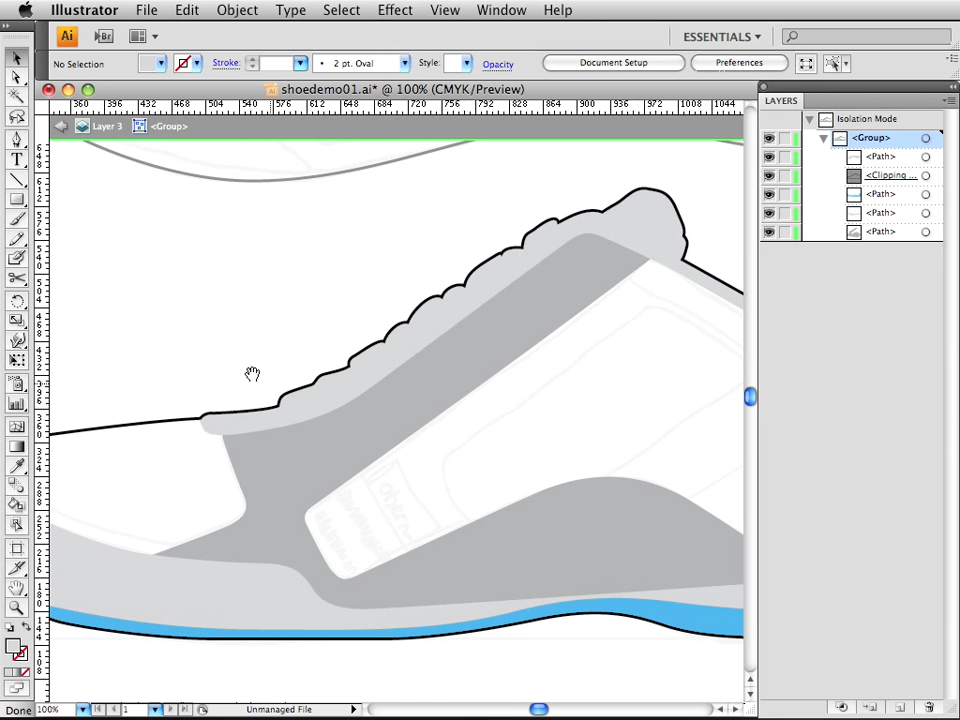 Illustrator File Edit Object Type Select Effect View Window Help
Ai Br ESSENTIALS
No Selection Stroke: 2 pt. Oval Style: Opacity Document Setup Preferences
shoedemo01.ai* @ 100% (CMYK/Preview)
LAYERS
360 396 432 468 504 540 576 612 648 684 720 756 792 828 864 900 936 972 1008 1044
Layer 3 <Group>
Isolation Mode
<Group>
<Path>
<Clipping ...
<Path>
<Path>
<Path>
T
Done 100% 1 Unmanaged File